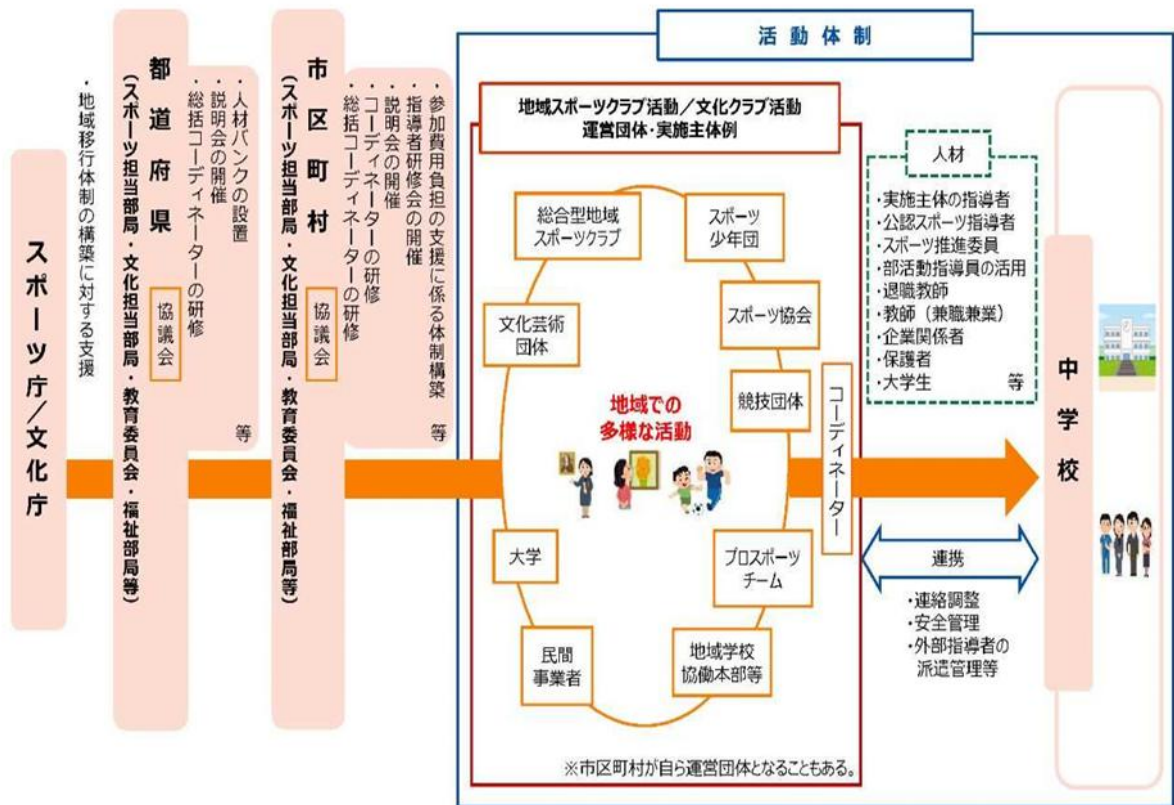 スポーツ庁/文化庁
・地域移行体制の構築に対する支援
都道府県
(スポーツ担当部局・文化担当部局・教育委員会・福祉部局等)
協議会
・人材バンクの設置
・説明会の開催
・総括コーディネーターの研修
等
市区町村
(スポーツ担当部局・文化担当部局・教育委員会・福祉部局等)
協議会
・参加費用負担の支援に係る体制構築
・指導者研修会の開催
・説明会の開催
・コーディネーターの研修
・総括コーディネーターの研修
等
活動体制
地域スポーツクラブ活動/文化クラブ活動
運営団体・実施主体例
総合型地域
スポーツクラブ
スポーツ
少年団
文化芸術
団体
スポーツ協会
競技団体
地域での
多様な活動
大学
プロスポーツ
チーム
民間
事業者
地域学校
協働本部等
※市区町村が自ら運営団体となることもある。
コーディネーター
人材
・実施主体の指導者
・公認スポーツ指導者
・スポーツ推進委員
・部活動指導員の活用
・退職教師
・教師(兼職兼業)
・企業関係者
・保護者
・大学生 等
連携
・連絡調整
・安全管理
・外部指導者の
派遣管理等
中学校